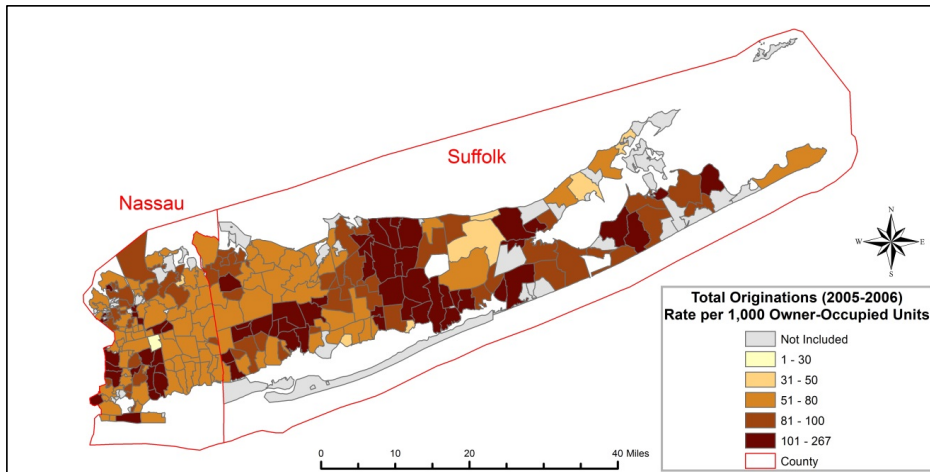 Suffolk
Nassau
N
W E
S
Total Originations (2005-2006)
Rate per 1,000 Owner-Occupied Units
Not Included
1 - 30
31 - 50
51 - 80
81 - 100
101 - 267
County
0 10 20 40 Miles